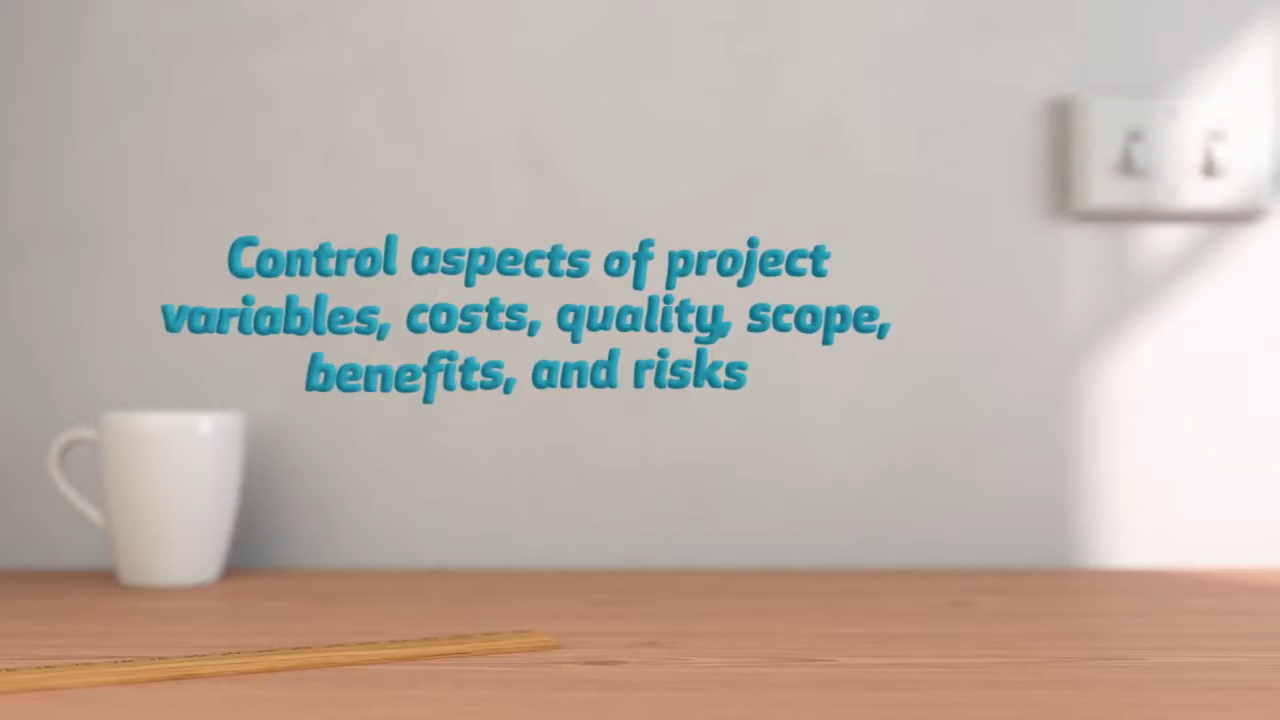 Control aspects of project
variables, costs, quality, scope,
benefits, and risks